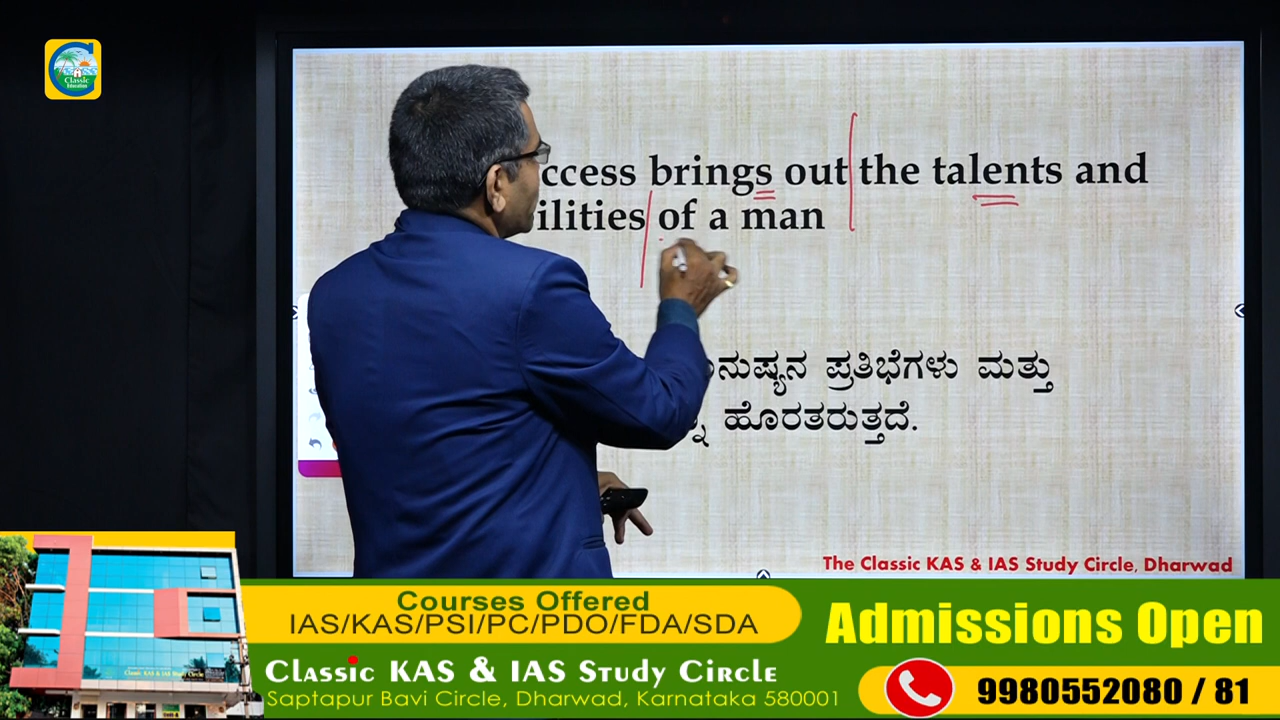 Classic
Education
ccess brings out the talents and
ilities of a man
ನುಷ್ಯನ ಪ್ರತಿಭೆಗಳು ಮತ್ತು
ಹೊರತರುತ್ತದೆ.
The Classic KAS & IAS Study Circle, Dharwad
Courses Offered
IAS/KAS/PSI/PC/PDO/FDA/SDA
Admissions Open
Classic KAS & IAS Study Circle
Saptapur Bavi Circle, Dharwad, Karnataka 580001
9980552080 / 81